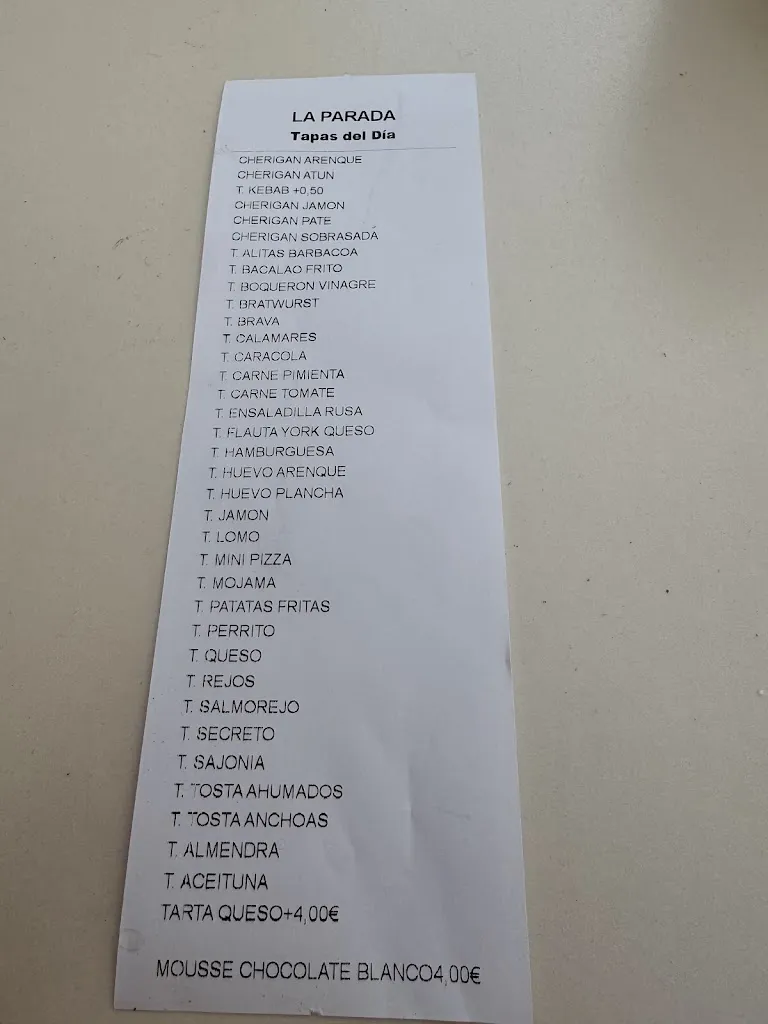 LA PARADA
Tapas del Día
CHERIGAN ARENQUE
CHERIGAN ATUN
T. KEBAB +0,50
CHERIGAN JAMON
CHERIGAN PATE
CHERIGAN SOBRASADA
T. ALITAS BARBACOA
T. BACALAO FRITO
T. BOQUERON VINAGRE
T. BRATWURST
T. BRAVA
T. CALAMARES
T. CARACOLA
T. CARNE PIMIENTA
T. CARNE TOMATE
T. ENSALADILLA RUSA
T. FLAUTA YORK QUESO
T. HAMBURGUESA
T. HUEVO ARENQUE
T. HUEVO PLANCHA
T. JAMON
T. LOMO
T. MINI PIZZA
T. MOJAMA
T. PATATAS FRITAS
T. PERRITO
T. QUESO
T. REJOS
T. SALMOREJO
T. SECRETO
T. SAJONIA
T. TOSTA AHUMADOS
T. TOSTA ANCHOAS
T. ALMENDRA
T. ACEITUNA
TARTA QUESO+4,00€
MOUSSE CHOCOLATE BLANCO4,00€